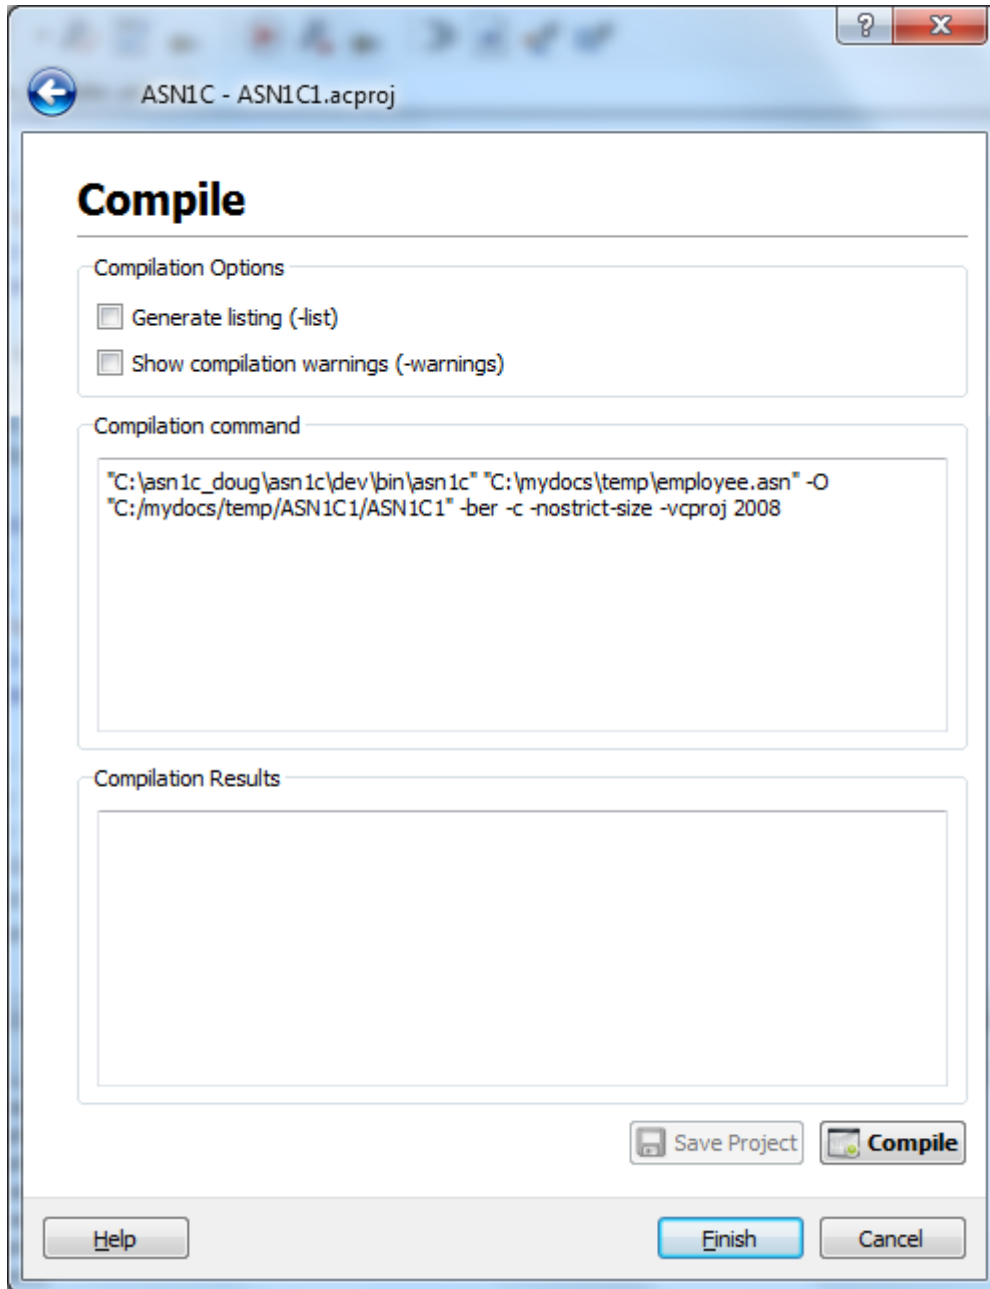 ASN1C - ASN1C1.acproj
Compile
Compilation Options
Generate listing (-list)
Show compilation warnings (-warnings)
Compilation command
"C:\asn1c_doug\asn1c\dev\bin\asn1c" "C:\mydocs\temp\employee.asn" -O
"C:/mydocs/temp/ASN1C1/ASN1C1" -ber -c -nostrict-size -vcproj 2008
Compilation Results
Save Project
Compile
Help
Finish
Cancel